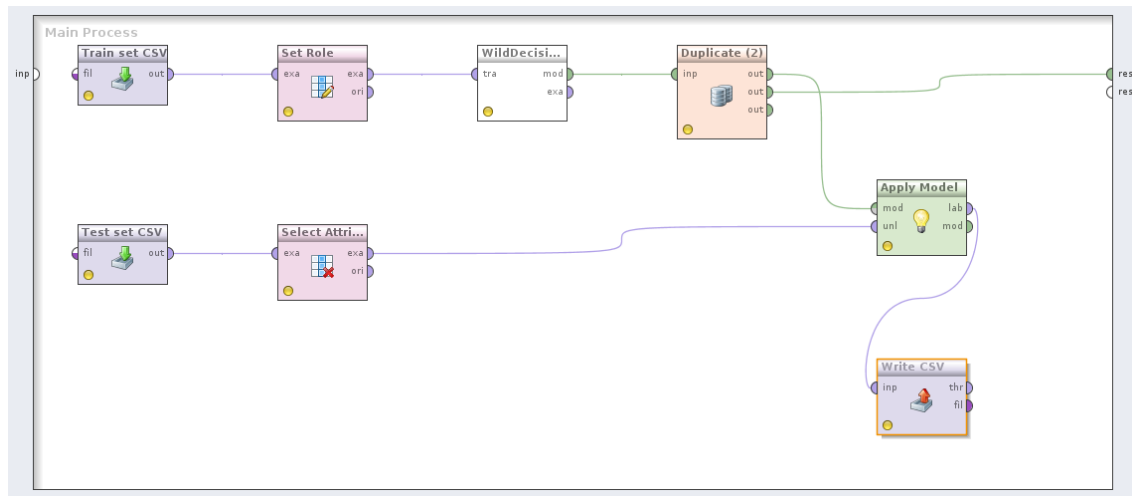 Main Process
Train set CSV
Set Role
WildDecisi...
Duplicate (2)
inp
fil
out
exa
exa
tra
mod
inp
out
res
ori
exa
out
res
out
Apply Model
mod
lab
Test set CSV
Select Attri...
unl
mod
fil
out
exa
exa
ori
Write CSV
inp
thr
fil